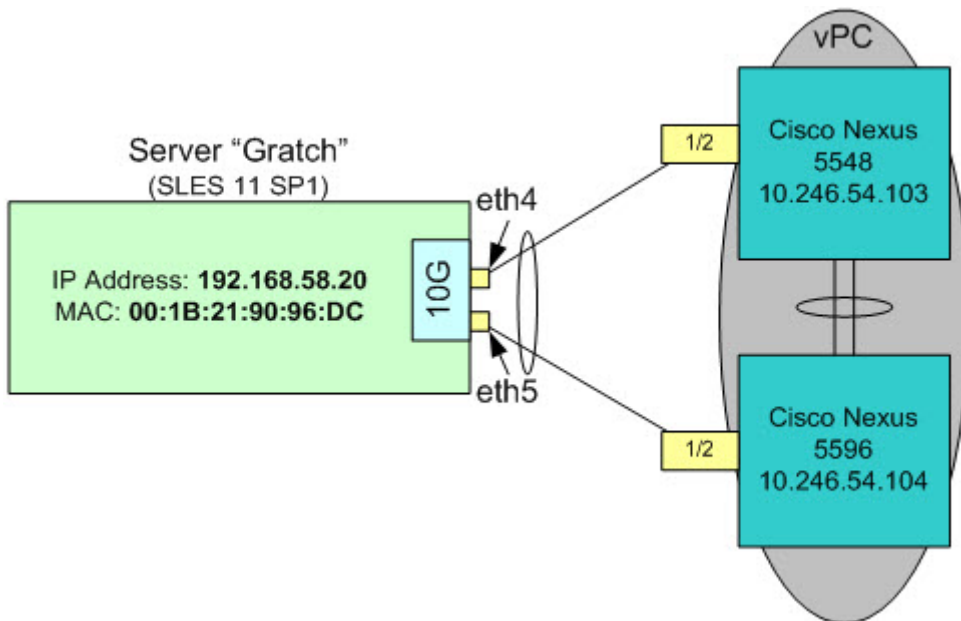 vPC
Cisco Nexus
5548
10.246.54.103
1/2
Server “Gratch”
(SLES 11 SP1)
eth4
IP Address: 192.168.58.20
MAC: 00:1B:21:90:96:DC
10G
eth5
1/2
Cisco Nexus
5596
10.246.54.104